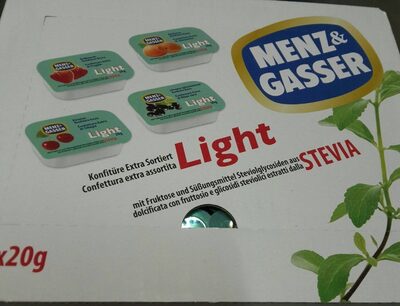 MENZ&
GASSER
Light
Light
Light
Light
Konfitüre Extra Sortiert
Confettura extra assortita
Light
mit Fruktose und Süßungsmittel Steviolglycosiden aus
dolcificata con fruttosio e glicosidi steviolici estratti dalla
STEVIA
x20g